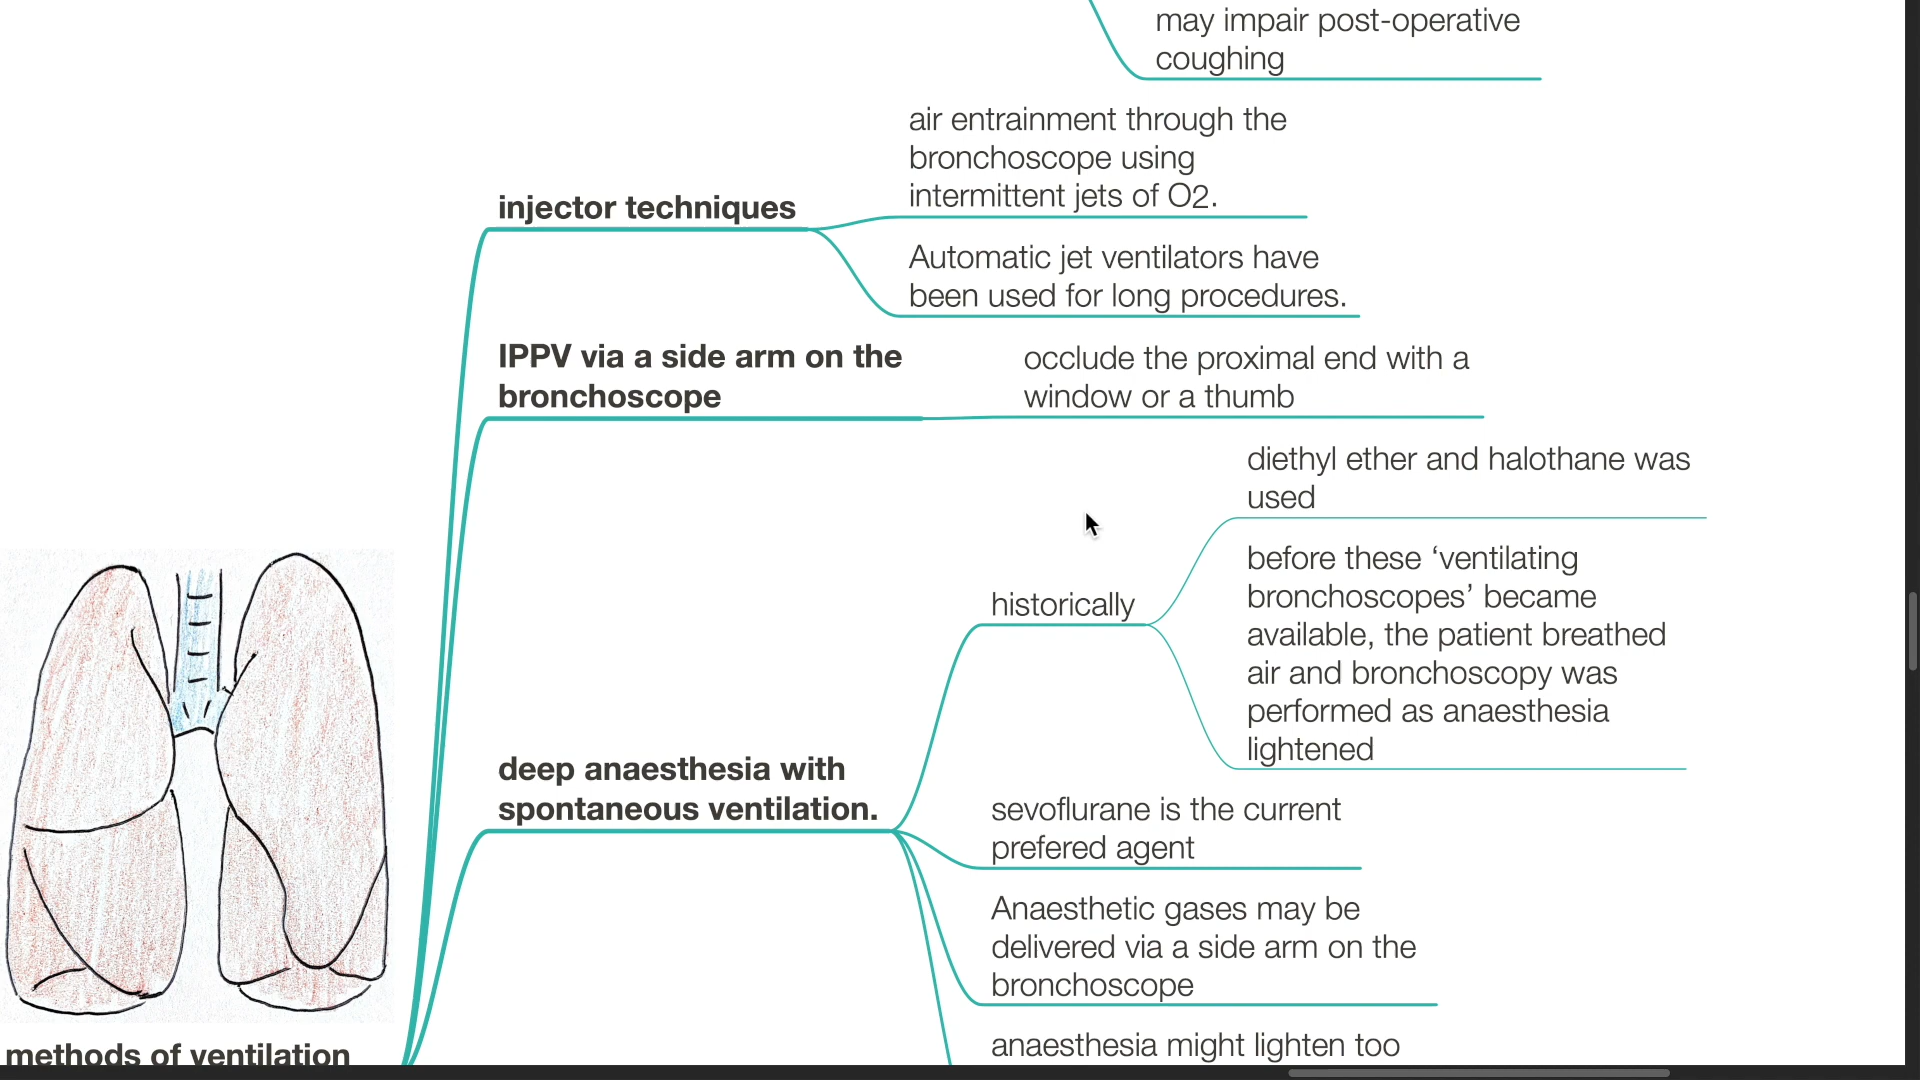 may impair post-operative
coughing
air entrainment through the
bronchoscope using
intermittent jets of O2.
injector techniques
Automatic jet ventilators have
been used for long procedures.
IPPV via a side arm on the
bronchoscope
occlude the proximal end with a
window or a thumb
diethyl ether and halothane was
used
before these ‘ventilating
bronchoscopes’ became
available, the patient breathed
air and bronchoscopy was
performed as anaesthesia
lightened
historically
deep anaesthesia with
spontaneous ventilation.
sevoflurane is the current
prefered agent
Anaesthetic gases may be
delivered via a side arm on the
bronchoscope
anaesthesia might lighten too
methods of ventilation